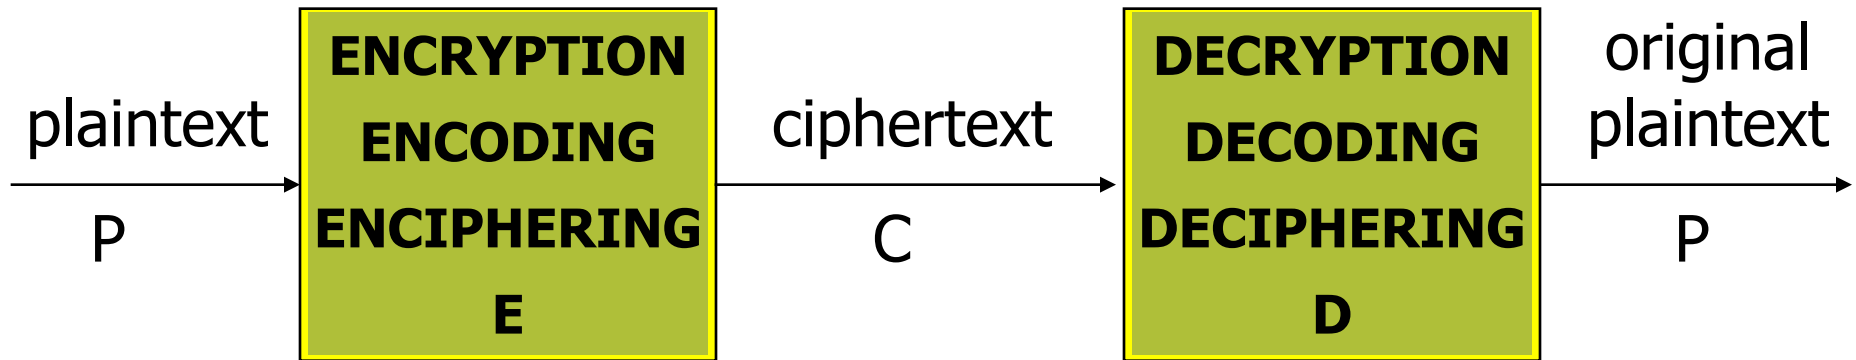 plaintext
P
ENCRYPTION
ENCODING
ENCIPHERING
E
ciphertext
C
DECRYPTION
DECODING
DECIPHERING
D
original
plaintext
P